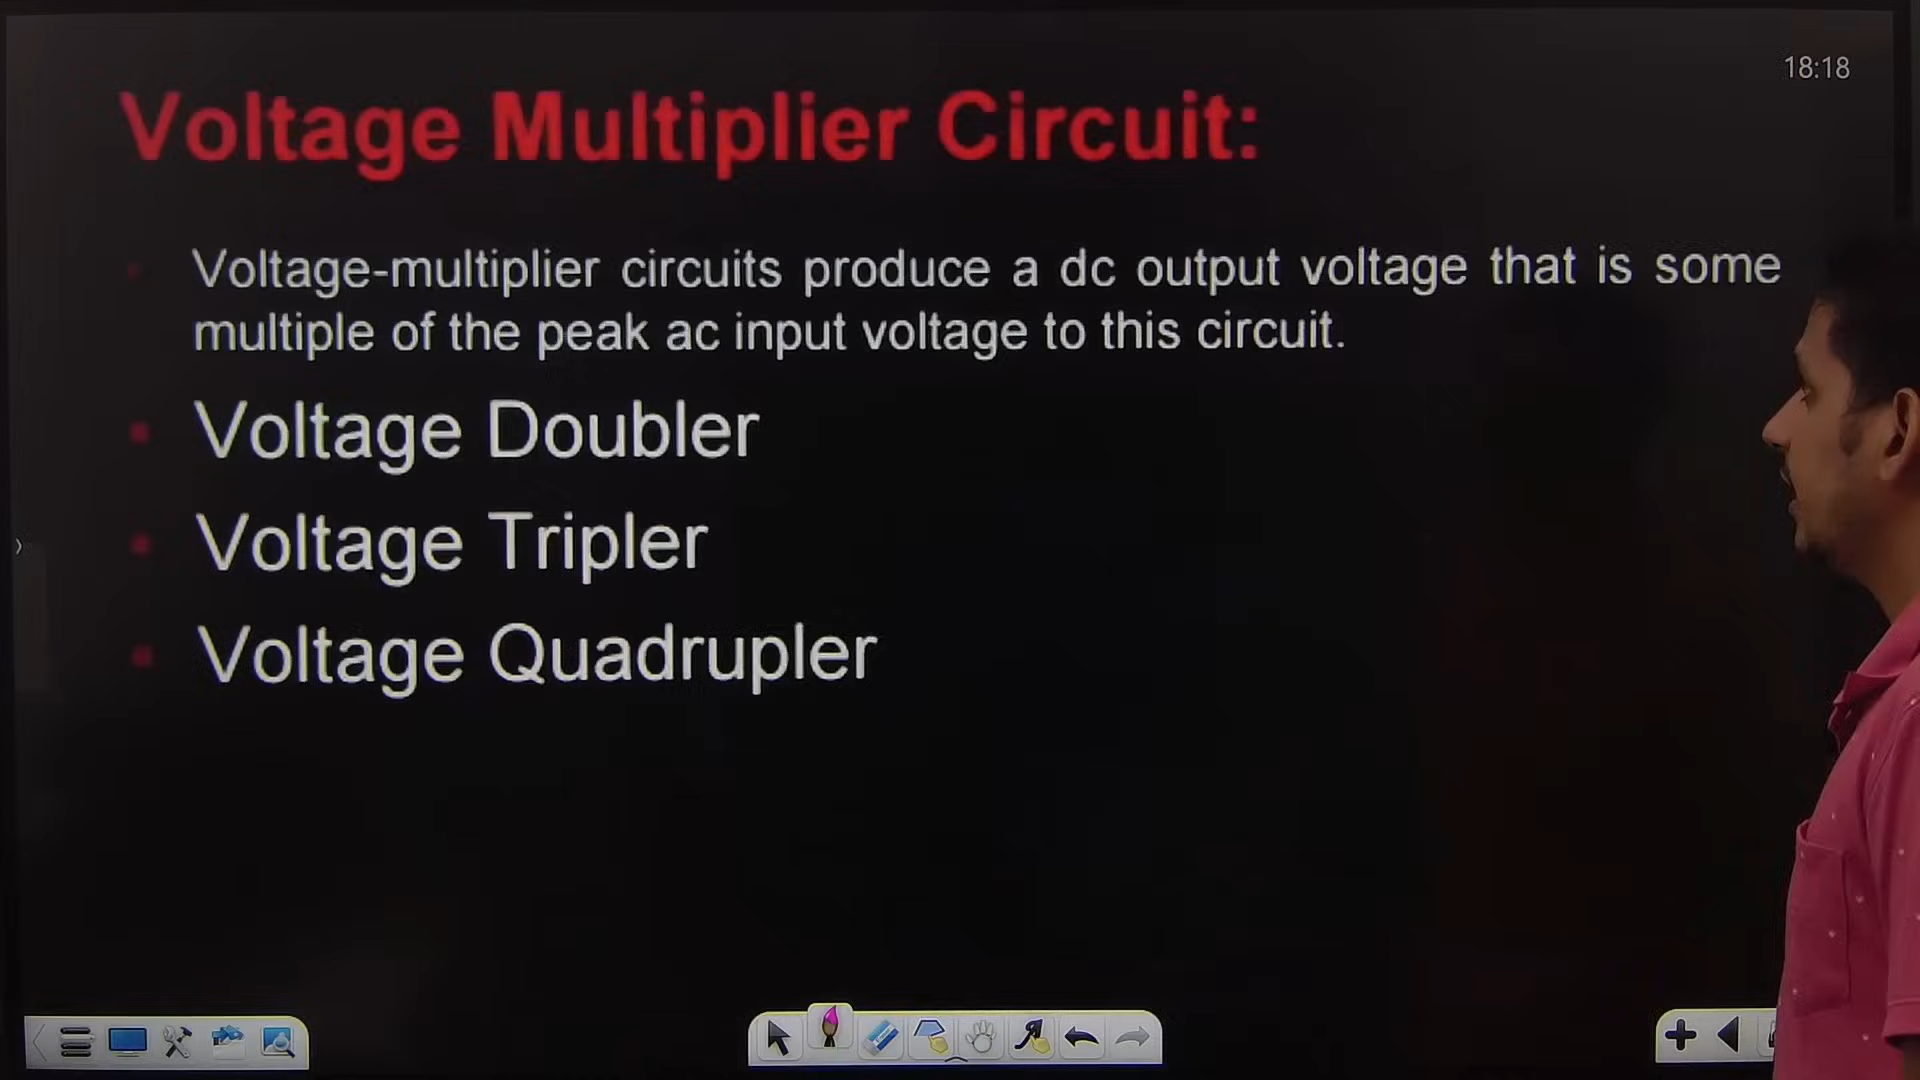 18:18
Voltage Multiplier Circuit:
Voltage-multiplier circuits produce a dc output voltage that is some
multiple of the peak ac input voltage to this circuit.
Voltage Doubler
Voltage Tripler
Voltage Quadrupler